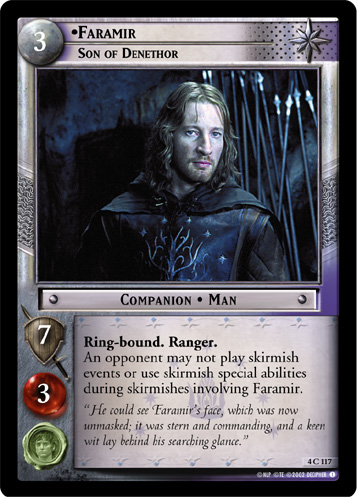 3
•Faramir
Son of Denethor
Companion • Man
7
3
Ring-bound. Ranger.
An opponent may not play skirmish
events or use skirmish special abilities
during skirmishes involving Faramir.
“He could see ‘Faramir’s face, which was now
unmasked; it was stern and commanding, and a keen
wit lay behind his searching glance.”
4 C 117